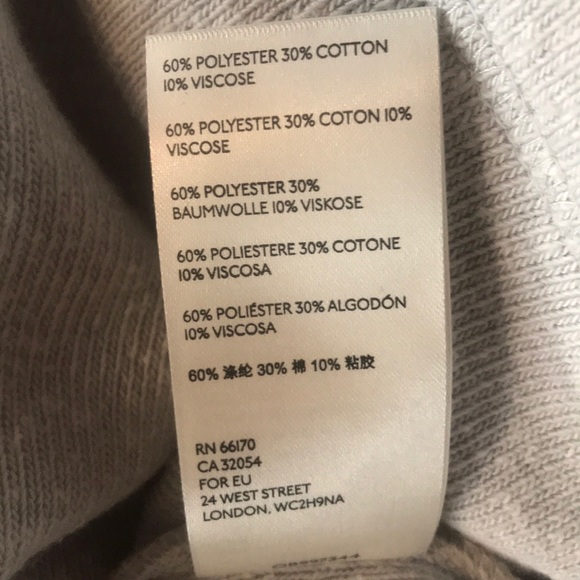 60% POLYESTER 30% COTTON
10% VISCOSE
60% POLYESTER 30% COTON 10%
VISCOSE
60% POLYESTER 30%
BAUMWOLLE 10% VISKOSE
60% POLIESTERE 30% COTONE
10% VISCOSA
60% POLIÉSTER 30% ALGODÓN
10% VISCOSA
60% 涤纶 30% 棉 10% 粘胶
RN 66170
CA 32054
FOR EU
24 WEST STREET
LONDON, WC2H9NA